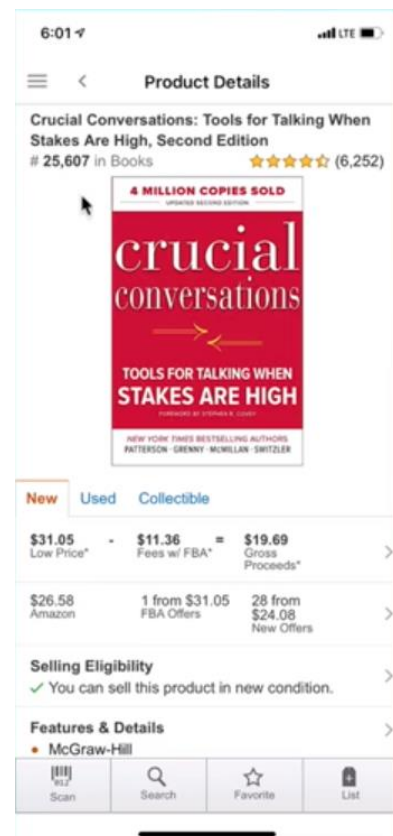 6:01
LTE
Product Details
Crucial Conversations: Tools for Talking When
Stakes Are High, Second Edition
# 25,607 in Books (6,252)
4 MILLION COPIES SOLD
UPDATED SECOND EDITION
crucial
conversations
TOOLS FOR TALKING WHEN
STAKES ARE HIGH
FOREWORD BY STEPHEN R. COVEY
NEW YORK TIMES BESTSELLING AUTHORS
PATTERSON · GRENNY · McMILLAN · SWITZLER
New Used Collectible
$31.05 - $11.36 = $19.69
Low Price* Fees w/ FBA* Gross
Proceeds*
$26.58 1 from $31.05 28 from
Amazon FBA Offers $24.08
New Offers
Selling Eligibility
✓ You can sell this product in new condition.
Features & Details
• McGraw-Hill
Scan Search Favorite List